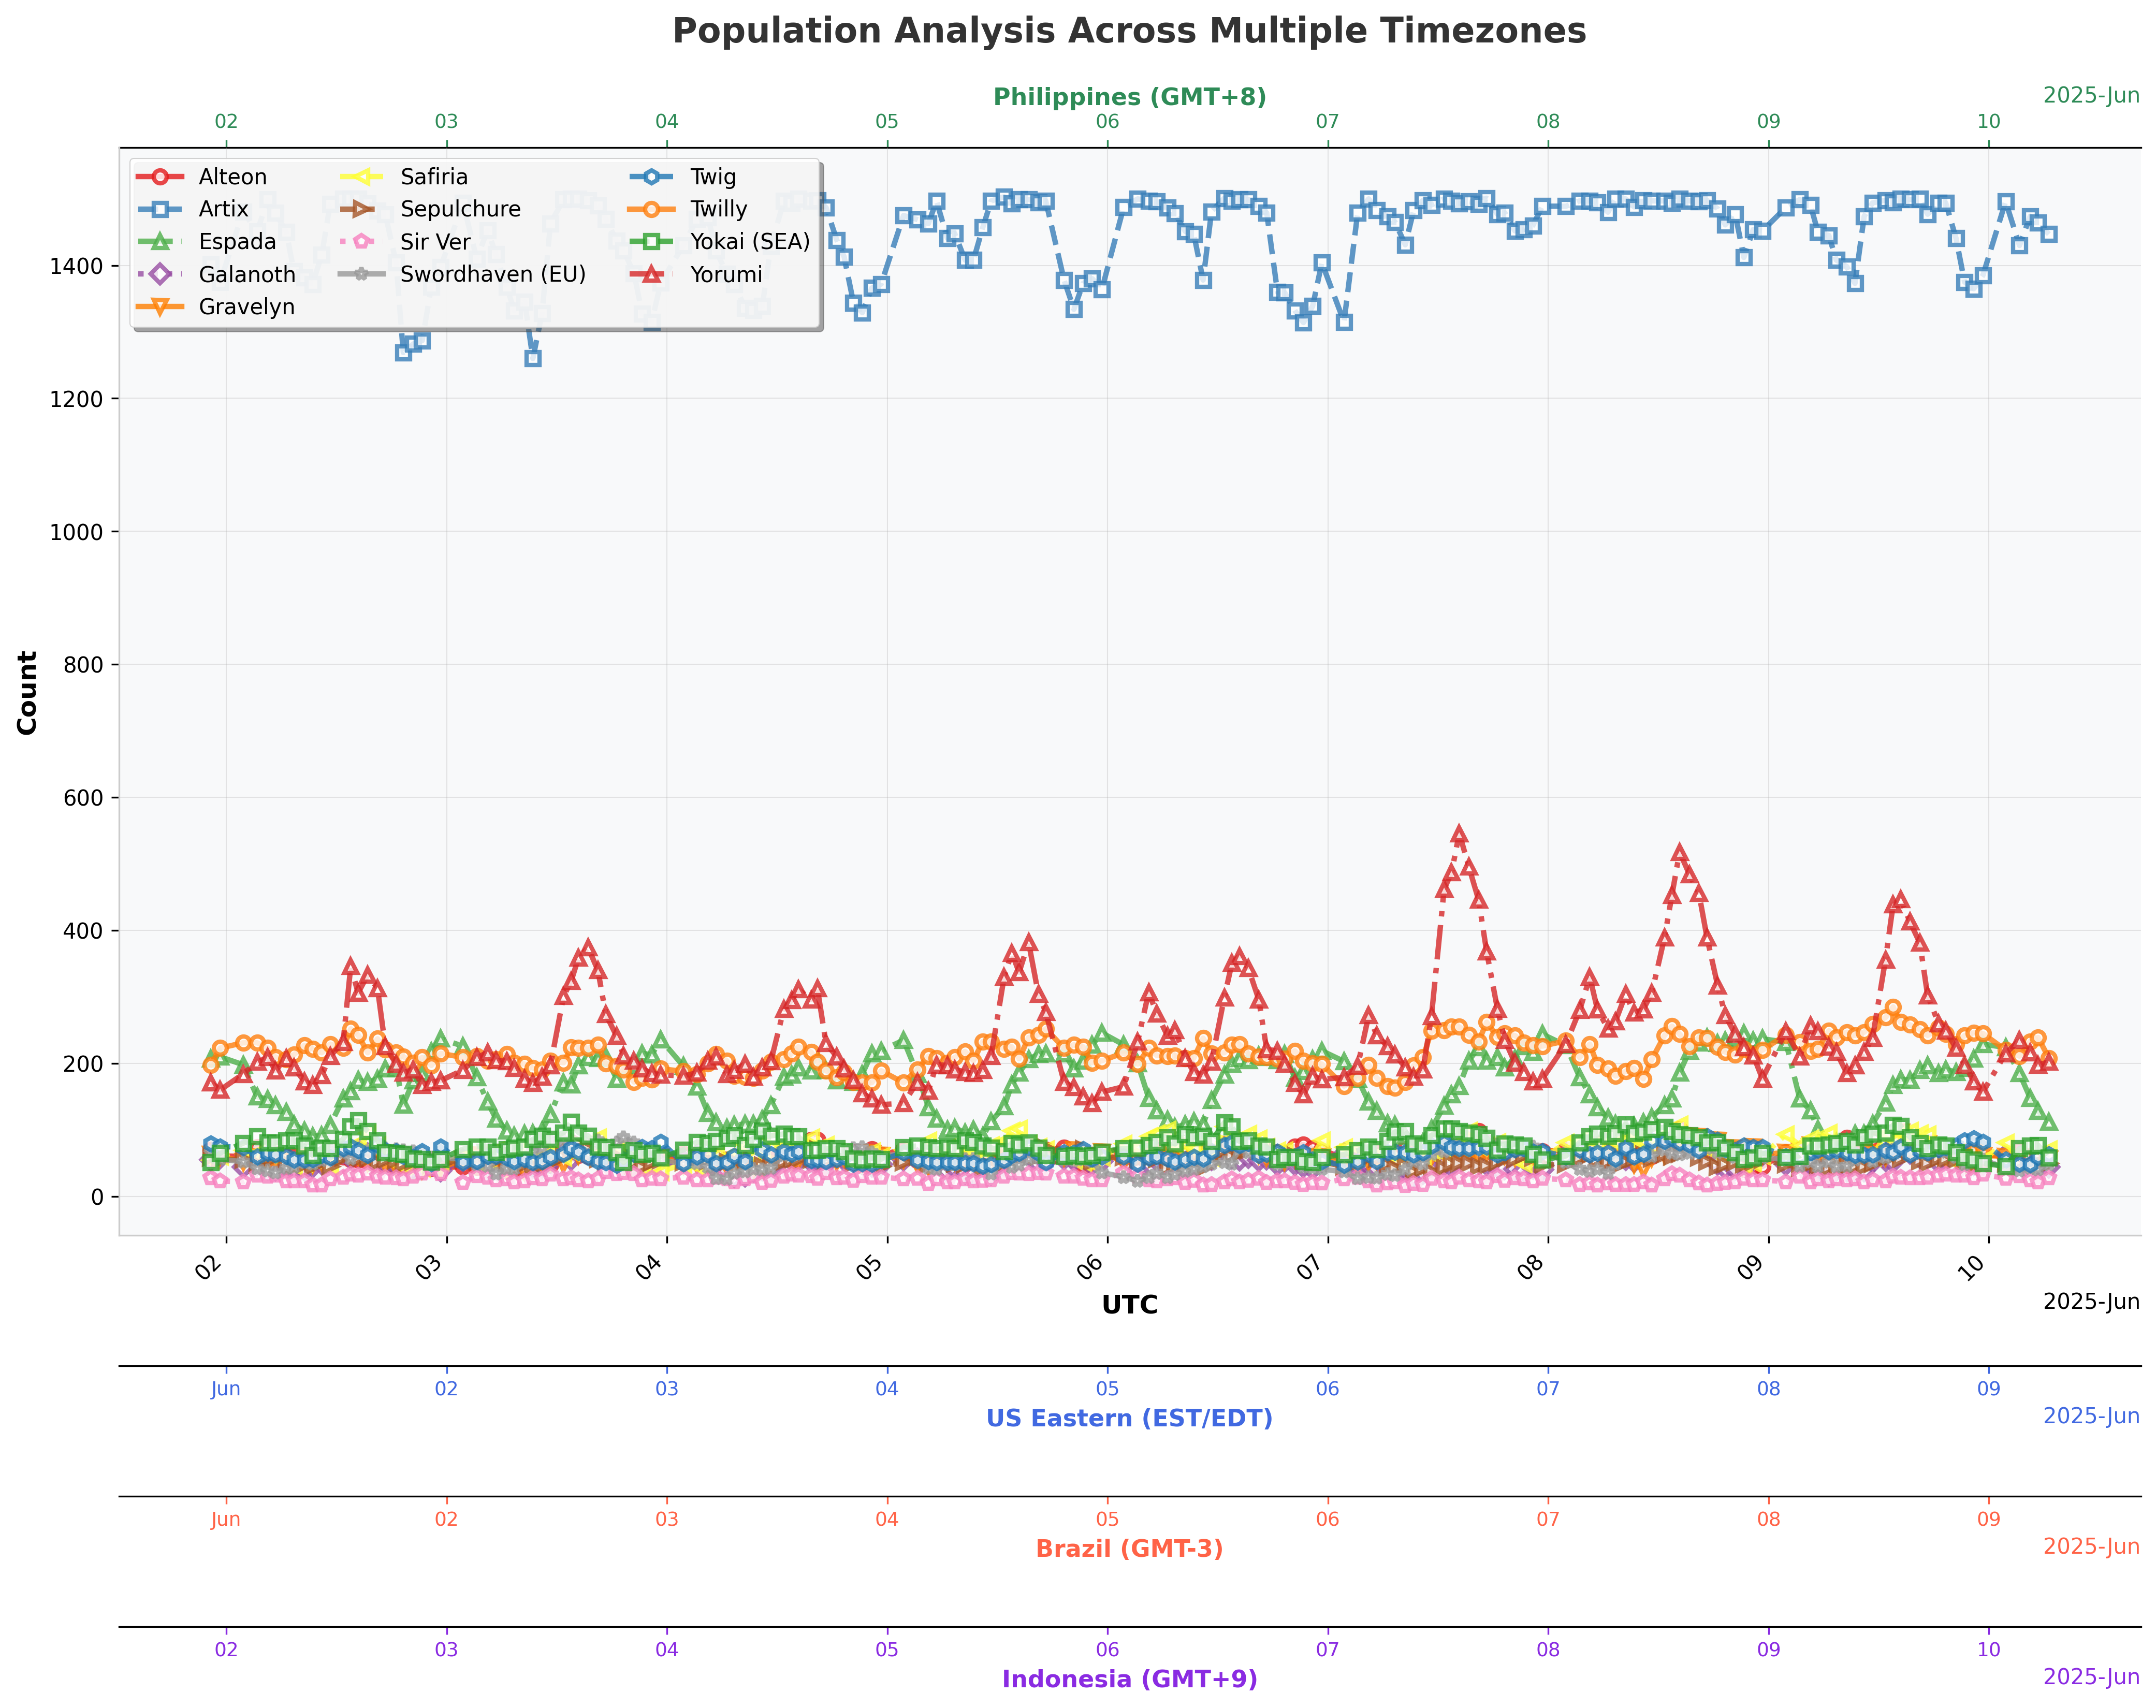 Population Analysis Across Multiple Timezones
Philippines (GMT+8)
2025-Jun
02 03 04 05 06 07 08 09 10
Alteon Safiria Twig
Artix Sepulchure Twilly
Espada Sir Ver Yokai (SEA)
Galanoth Swordhaven (EU) Yorumi
Gravelyn
1400
1200
1000
800
600
400
200
0
Count
02 03 04 05 06 07 08 09 10
UTC
2025-Jun
Jun 02 03 04 05 06 07 08 09
US Eastern (EST/EDT)
2025-Jun
Jun 02 03 04 05 06 07 08 09
Brazil (GMT-3)
2025-Jun
02 03 04 05 06 07 08 09 10
Indonesia (GMT+9)
2025-Jun